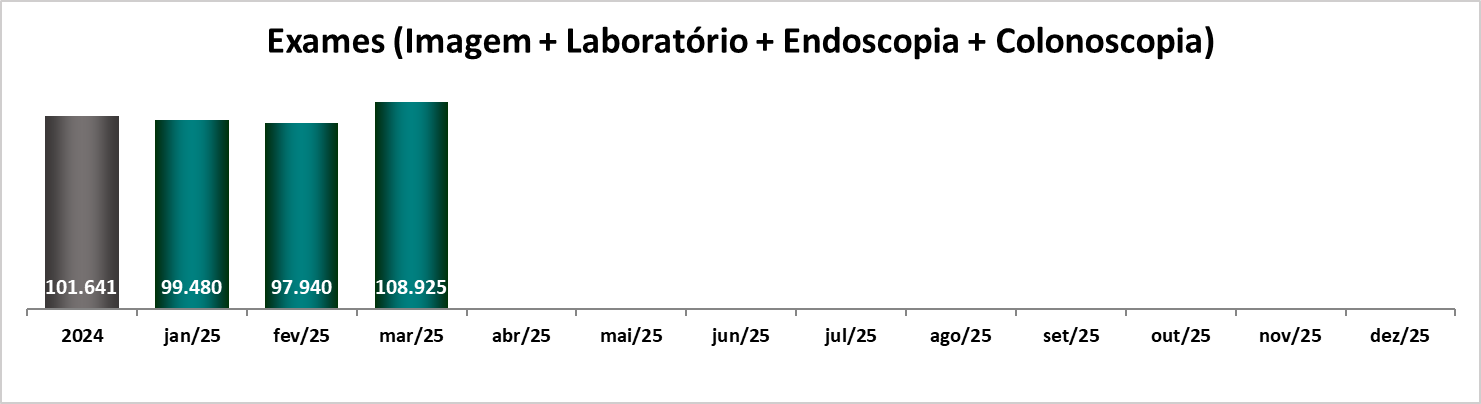 Exames (Imagem + Laboratório + Endoscopia + Colonoscopia)
101.641 99.480 97.940 108.925
2024 jan/25 fev/25 mar/25 abr/25 mai/25 jun/25 jul/25 ago/25 set/25 out/25 nov/25 dez/25